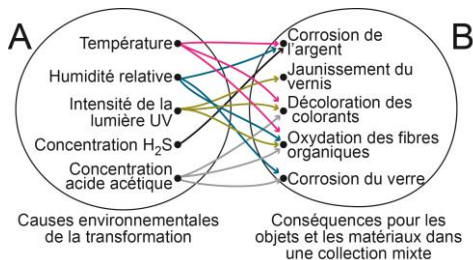 A
B
Température
Humidité relative
Intensité de la
lumière UV
Concentration H₂S
Concentration
acide acétique
Corrosion de
l'argent
Jaunissement du
vernis
Décoloration des
colorants
Oxydation des fibres
organiques
Corrosion du verre
Causes environnementales
de la transformation
Conséquences pour les
objets et les matériaux dans
une collection mixte